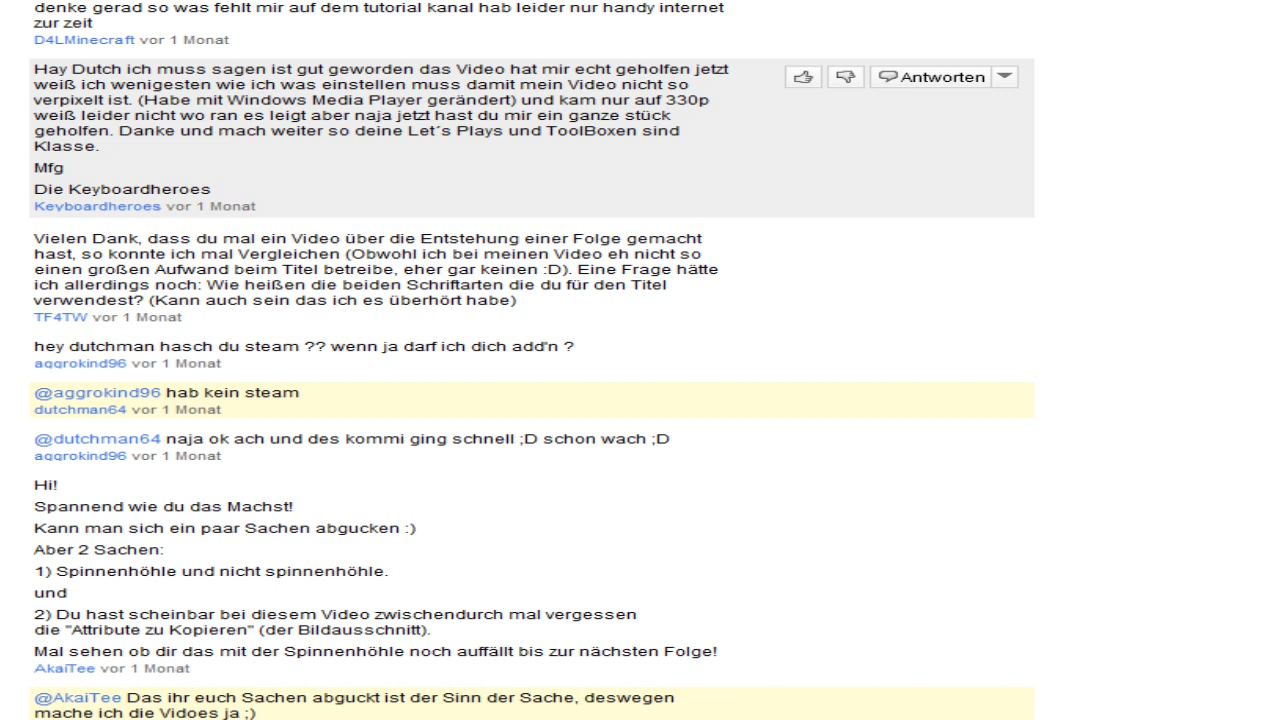 denke gerad so was fehlt mir auf dem tutorial kanal hab leider nur handy internet
zur zeit
D4LMinecraft vor 1 Monat
Hay Dutch ich muss sagen ist gut geworden das Video hat mir echt geholfen jetzt
weiß ich wenigesten wie ich was einstellen muss damit mein Video nicht so
verpixelt ist. (Habe mit Windows Media Player gerändert) und kam nur auf 330p
weiß leider nicht wo ran es leigt aber naja jetzt hast du mir ein ganze stück
geholfen. Danke und mach weiter so deine Let´s Plays und ToolBoxen sind
Klasse.
Antworten
Mfg
Die Keyboardheroes
Keyboardheroes vor 1 Monat
Vielen Dank, dass du mal ein Video über die Entstehung einer Folge gemacht
hast, so konnte ich mal Vergleichen (Obwohl ich bei meinen Video eh nicht so
einen großen Aufwand beim Titel betreibe, eher gar keinen :D). Eine Frage hätte
ich allerdings noch: Wie heißen die beiden Schriftarten die du für den Titel
verwendest? (Kann auch sein das ich es überhört habe)
TF4TW vor 1 Monat
hey dutchman hasch du steam ?? wenn ja darf ich dich add'n ?
aggrokind96 vor 1 Monat
@aggrokind96 hab kein steam
dutchman64 vor 1 Monat
@dutchman64 naja ok ach und des kommi ging schnell ;D schon wach ;D
aggrokind96 vor 1 Monat
Hi!
Spannend wie du das Machst!
Kann man sich ein paar Sachen abgucken :)
Aber 2 Sachen:
1) Spinnenhöhle und nicht spinnenhöhle.
und
2) Du hast scheinbar bei diesem Video zwischendurch mal vergessen
die "Attribute zu Kopieren" (der Bildausschnitt).
Mal sehen ob dir das mit der Spinnenhöhle noch auffällt bis zur nächsten Folge!
AkaiTee vor 1 Monat
@AkaiTee Das ihr euch Sachen abguckt ist der Sinn der Sache, deswegen
mache ich die Vidoes ja ;)